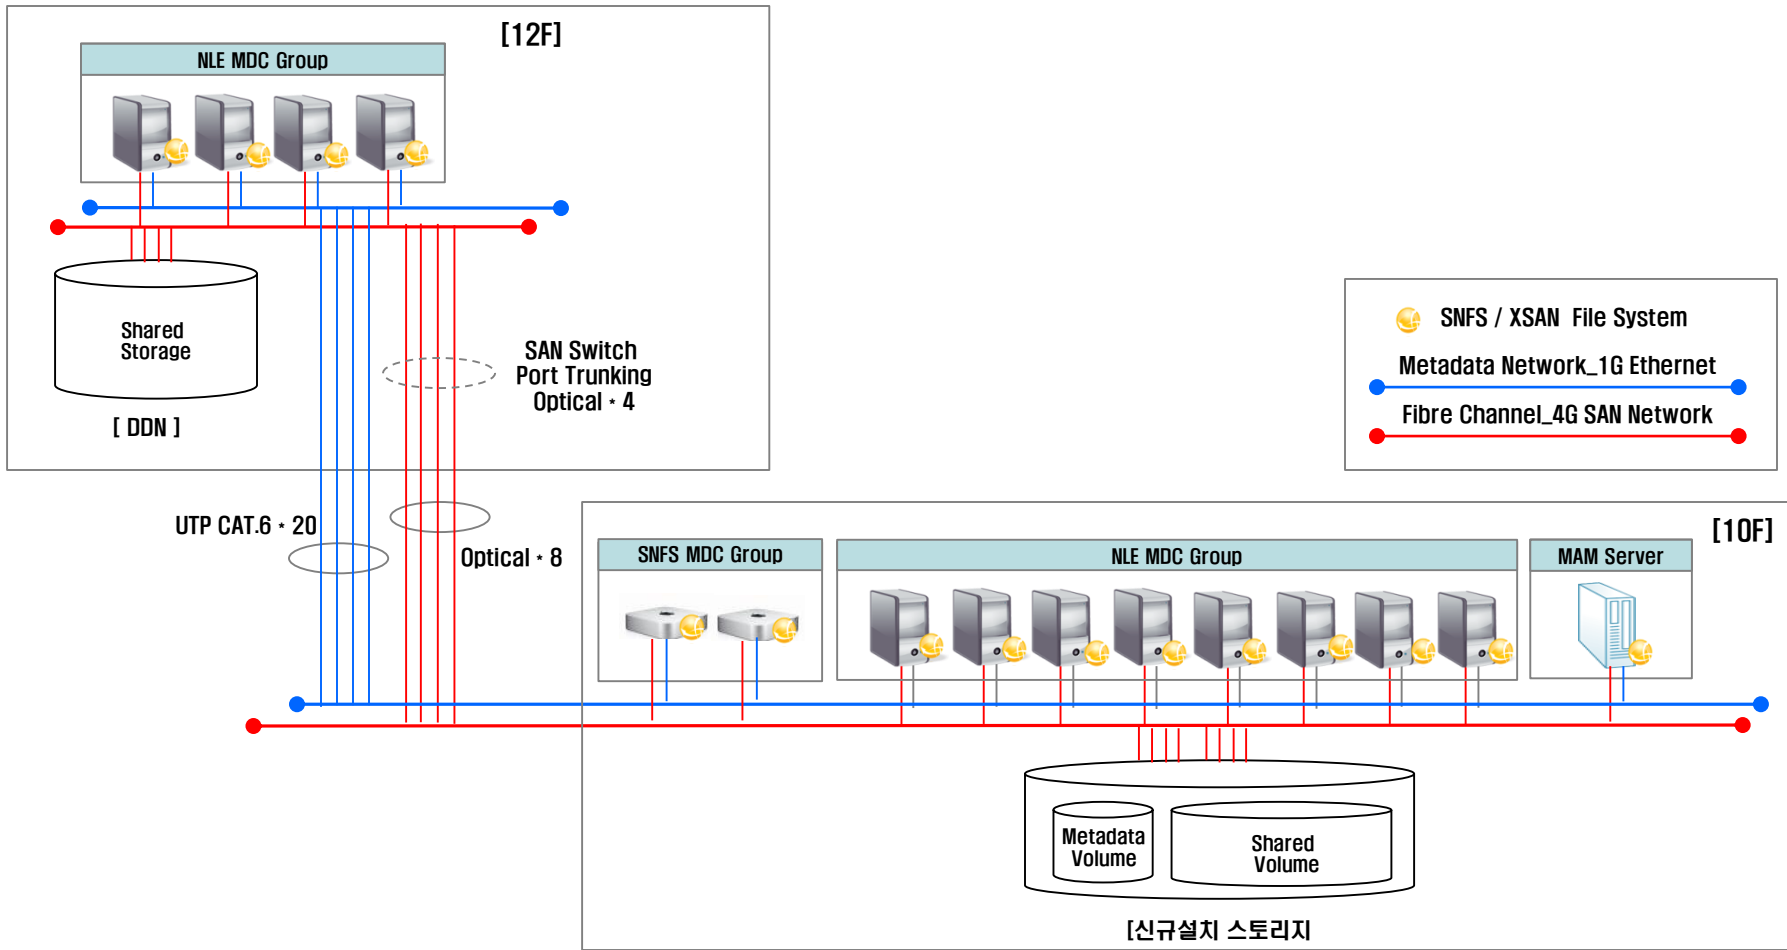 [12F]
NLE MDC Group
Shared
Storage
[ DDN ]
SAN Switch
Port Trunking
Optical * 4
SNFS / XSAN File System
Metadata Network_1G Ethernet
Fibre Channel_4G SAN Network
UTP CAT.6 * 20
Optical * 8
[10F]
SNFS MDC Group
NLE MDC Group
MAM Server
Metadata
Volume
Shared
Volume
[신규설치 스토리지